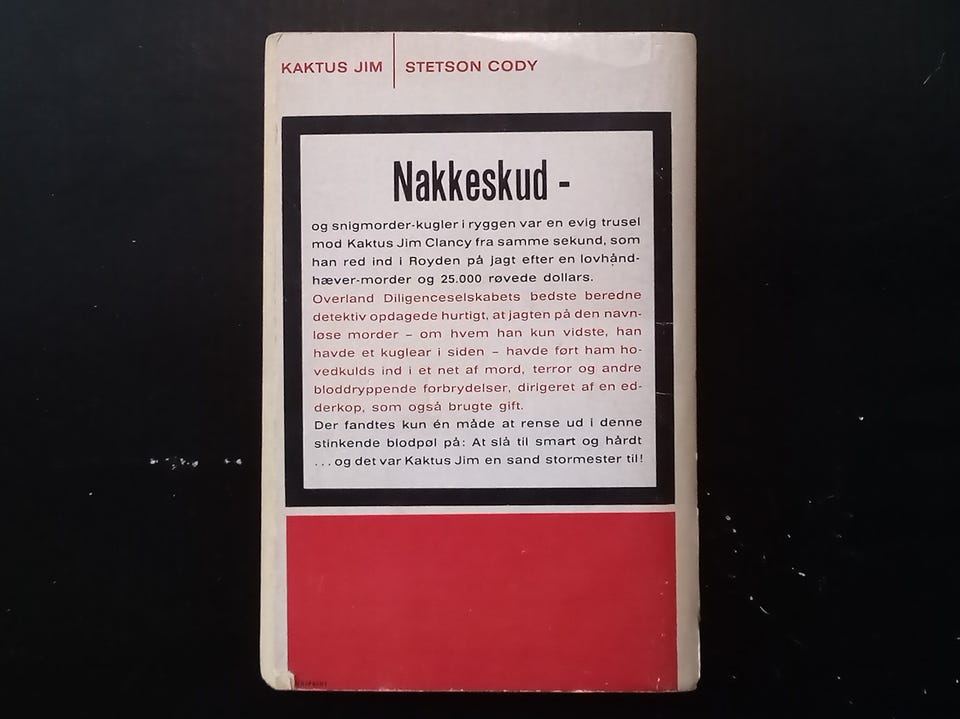 KAKTUS JIM | STETSON CODY
Nakkeskud -
og snigmorder-kugler i ryggen var en evig trusel
mod Kaktus Jim Clancy fra samme sekund, som
han red ind i Royden på jagt efter en lovhånd-
hæver-morder og 25.000 røvede dollars.
Overland Diligenceselskabets bedste beredne
detektiv opdagede hurtigt, at jagten på den navn-
løse morder – om hvem han kun vidste, han
havde et kuglear i siden – havde ført ham ho-
vedkulds ind i et net af mord, terror og andre
bloddryppende forbrydelser, dirigeret af en ed-
derkop, som også brugte gift.
Der fandtes kun én måde at rense ud i denne
stinkende blodpøl på: At slå til smart og hårdt
...og det var Kaktus Jim en sand stormester til!